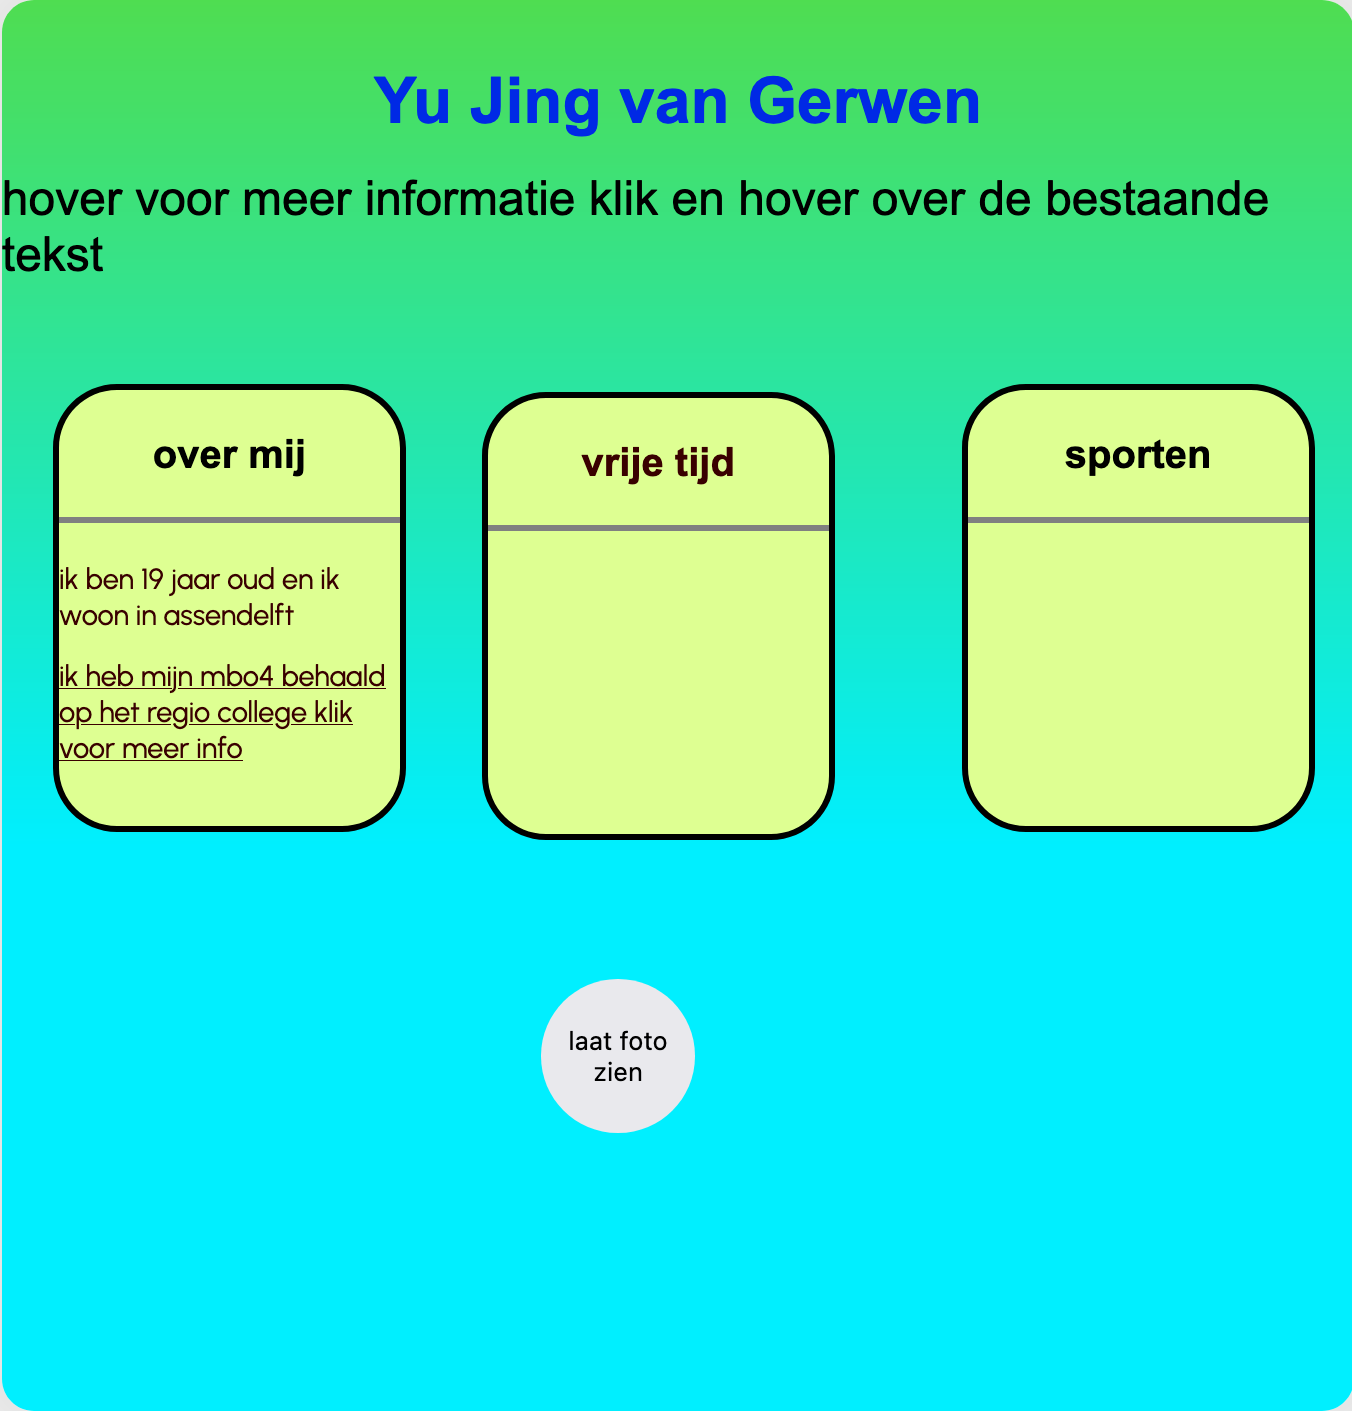 Yu Jing van Gerwen
hover voor meer informatie klik en hover over de bestaande
tekst
over mij
ik ben 19 jaar oud en ik
woon in assendelft
ik heb mijn mbo4 behaald
op het regio college klik
voor meer info
vrije tijd
sporten
laat foto
zien